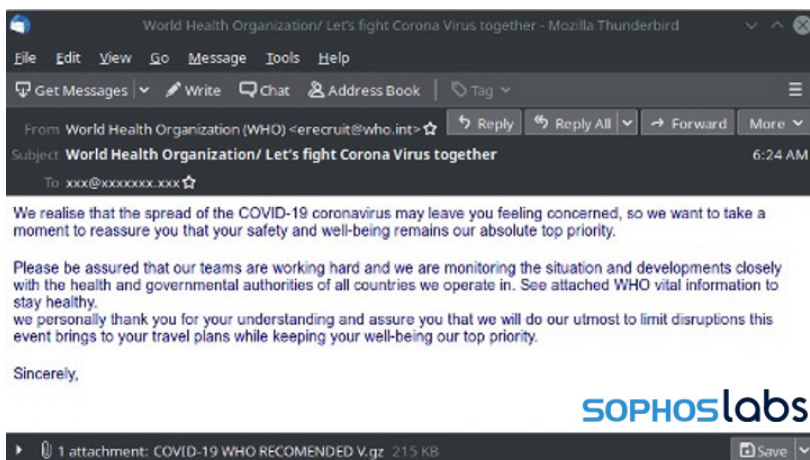 World Health Organization/ Let's fight Corona Virus together - Mozilla Thunderbird
File Edit View Go Message Tools Help
Get Messages Write Chat Address Book Tag
From World Health Organization (WHO) <erecruit@who.int> Reply Reply All Forward More
Subject World Health Organization/ Let's fight Corona Virus together 6:24 AM
To xxx@xxxxxxx.xxx
We realise that the spread of the COVID-19 coronavirus may leave you feeling concerned, so we want to take a
moment to reassure you that your safety and well-being remains our absolute top priority.
Please be assured that our teams are working hard and we are monitoring the situation and developments closely
with the health and governmental authorities of all countries we operate in. See attached WHO vital information to
stay healthy.
we personally thank you for your understanding and assure you that we will do our utmost to limit disruptions this
event brings to your travel plans while keeping your well-being our top priority.
Sincerely,
SOPHOSlabs
1 attachment: COVID-19 WHO RECOMENDED V.gz 215 KB Save